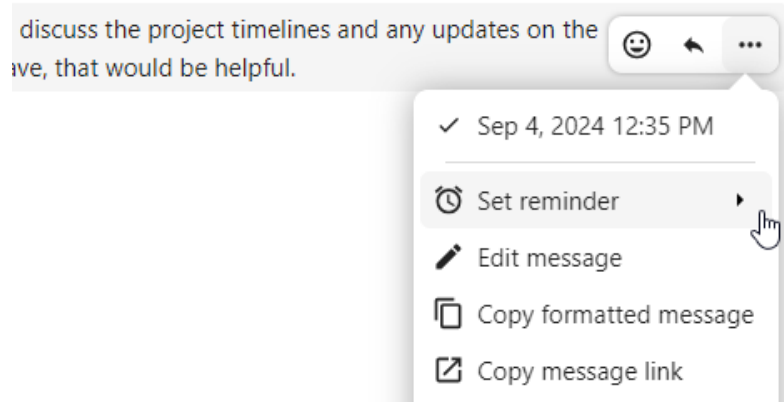 discuss the project timelines and any updates on the
ave, that would be helpful.
Sep 4, 2024 12:35 PM
Set reminder
Edit message
Copy formatted message
Copy message link